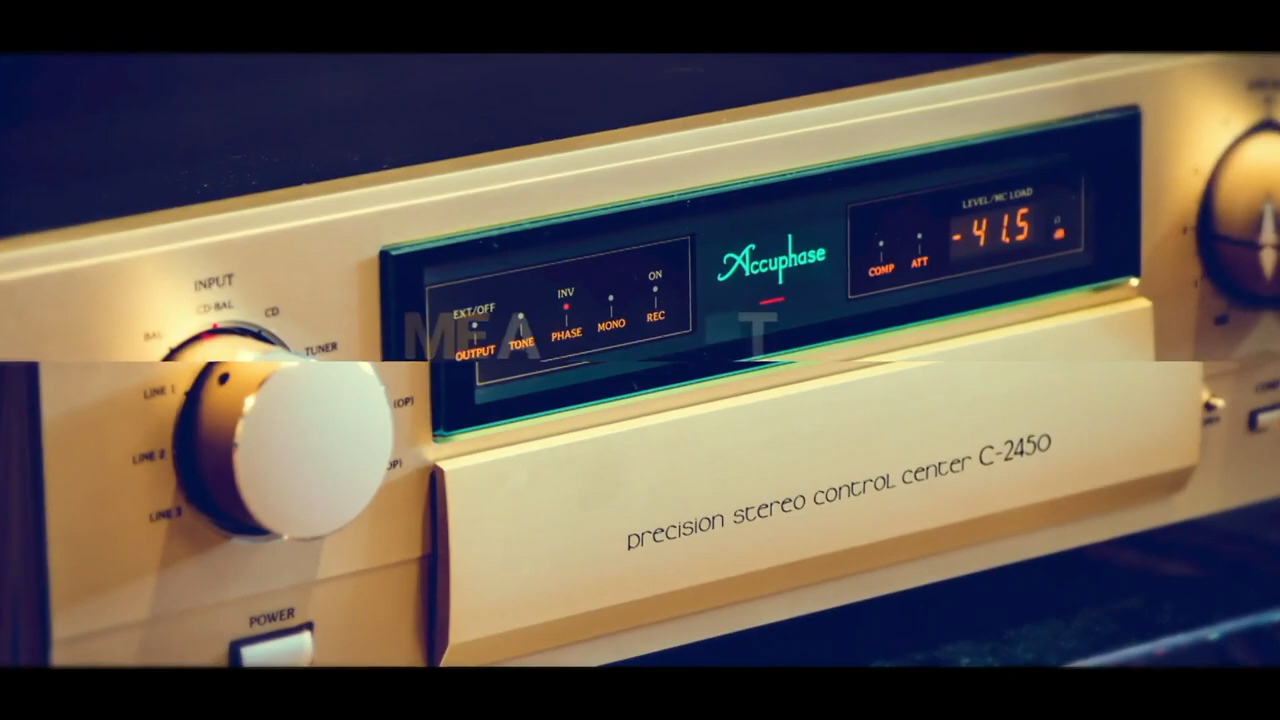 INPUT
CD-BAL
CD
BAL
TUNER
LINE 1
(OP)
LINE 2
LINE 3
POWER
EXT/OFF
INV
ON
OUTPUT
TONE
PHASE
MONO
REC
Accuphase
LEVEL/MC LOAD
-41.5
Ω
COMP
ATT
MEA T
precision stereo control center C-2450